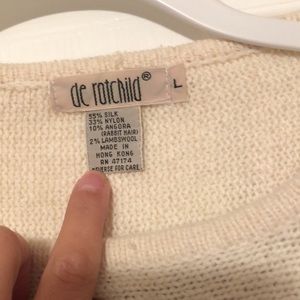 de rotchild® L
55% SILK
33% NYLON
10% ANGORA
(RABBIT HAIR)
2% LAMBSWOOL
MADE IN
HONG KONG
RN 47174
REVERSE FOR CARE